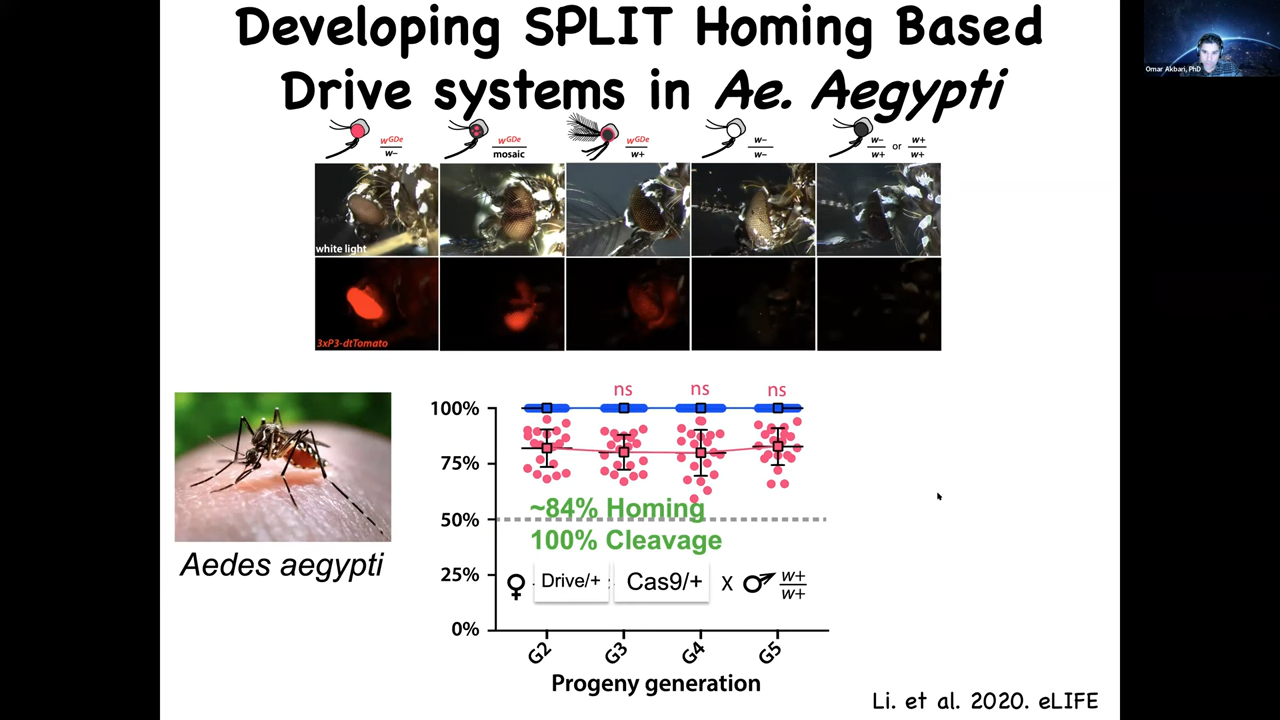 Developing SPLIT Homing Based
Drive systems in Ae. Aegypti
Omar Akbari, PhD
wGDe
w–
wGDe
mosaic
wGDe
w+
w–
w–
w–
w+
or
w+
w+
white light
3xP3-dtTomato
Aedes aegypti
ns
ns
ns
100%
75%
50%
25%
0%
~84% Homing
100% Cleavage
♀ Drive/+ : Cas9/+ X ♂ w+
w+
G2
G3
G4
G5
Progeny generation
Li. et al. 2020. eLIFE